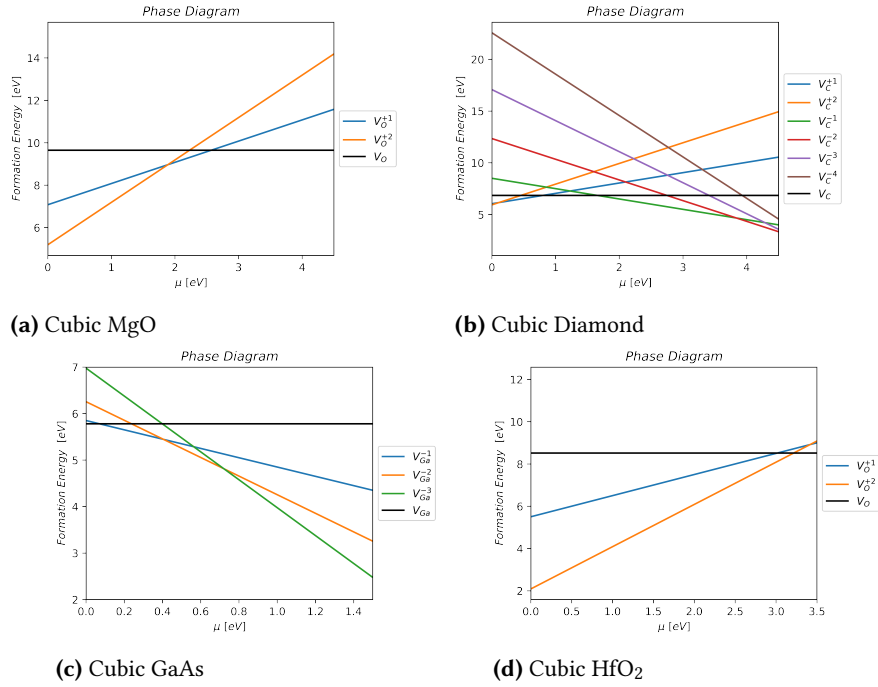 Phase Diagram
14
12
10
8
6
Formation Energy [eV]
0 1 2 3 4
μ [eV]
V_O^{+1}
V_O^{+2}
V_O
(a) Cubic MgO
Phase Diagram
20
15
10
5
Formation Energy [eV]
0 1 2 3 4
μ [eV]
V_C^{+1}
V_C^{+2}
V_C^{-1}
V_C^{-2}
V_C^{-3}
V_C^{-4}
V_C
(b) Cubic Diamond
Phase Diagram
7
6
5
4
3
2
Formation Energy [eV]
0.0 0.2 0.4 0.6 0.8 1.0 1.2 1.4
μ [eV]
V_{Ga}^{-1}
V_{Ga}^{-2}
V_{Ga}^{-3}
V_{Ga}
(c) Cubic GaAs
Phase Diagram
12
10
8
6
4
2
Formation Energy [eV]
0.0 0.5 1.0 1.5 2.0 2.5 3.0 3.5
μ [eV]
V_O^{+1}
V_O^{+2}
V_O
(d) Cubic HfO₂